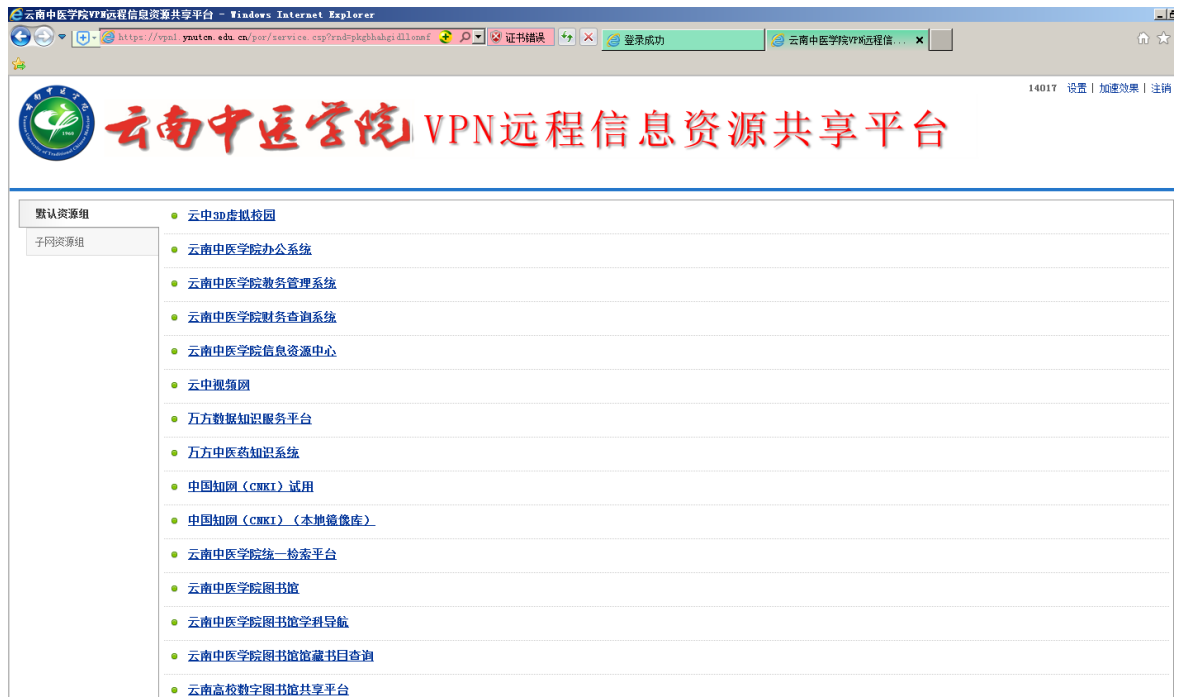 云南中医学院VPN远程信息资源共享平台 - Windows Internet Explorer
https://vpn1.ynutcm.edu.cn/por/service.csp?rnd=pkgbhahgidllonmf
证书错误
登录成功
云南中医学院VPN远程信...
14017 设置 | 加速效果 | 注销
云南中医学院 VPN远程信息资源共享平台
默认资源组
子网资源组
云中3D虚拟校园
云南中医学院办公系统
云南中医学院教务管理系统
云南中医学院财务查询系统
云南中医学院信息资源中心
云中视频网
万方数据知识服务平台
万方中医药知识系统
中国知网（CNKI）试用
中国知网（CNKI）（本地镜像库）
云南中医学院统一检索平台
云南中医学院图书馆
云南中医学院图书馆学科导航
云南中医学院图书馆馆藏书目查询
云南高校数字图书馆共享平台